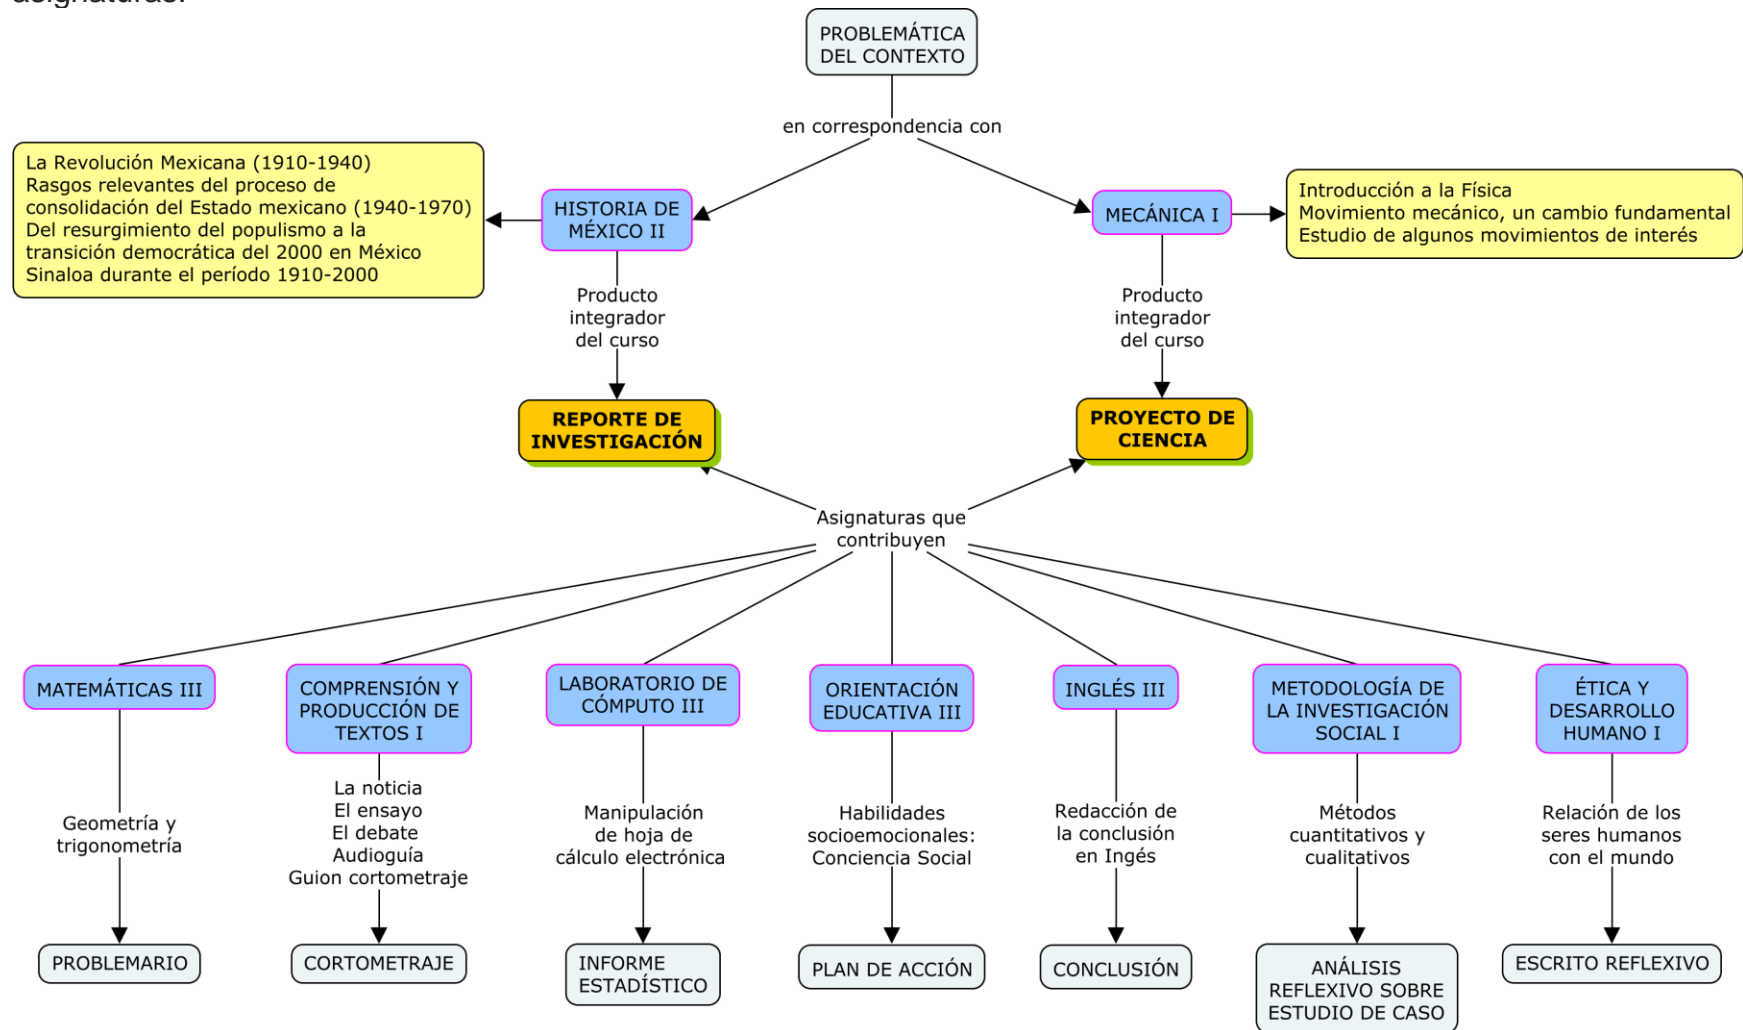 asignaturas.
PROBLEMÁTICA
DEL CONTEXTO
en correspondencia con
La Revolución Mexicana (1910-1940)
Rasgos relevantes del proceso de
consolidación del Estado mexicano (1940-1970)
Del resurgimiento del populismo a la
transición democrática del 2000 en México
Sinaloa durante el período 1910-2000
HISTORIA DE
MÉXICO II
MECÁNICA I
Introducción a la Física
Movimiento mecánico, un cambio fundamental
Estudio de algunos movimientos de interés
Producto
integrador
del curso
Producto
integrador
del curso
REPORTE DE
INVESTIGACIÓN
PROYECTO DE
CIENCIA
Asignaturas que
contribuyen
MATEMÁTICAS III
COMPRENSIÓN Y
PRODUCCIÓN DE
TEXTOS I
LABORATORIO DE
CÓMPUTO III
ORIENTACIÓN
EDUCATIVA III
INGLÉS III
METODOLOGÍA DE
LA INVESTIGACIÓN
SOCIAL I
ÉTICA Y
DESARROLLO
HUMANO I
Geometría y
trigonometría
La noticia
El ensayo
El debate
Audioguía
Guion cortometraje
Manipulación
de hoja de
cálculo electrónica
Habilidades
socioemocionales:
Conciencia Social
Redacción de
la conclusión
en Ingés
Métodos
cuantitativos y
cualitativos
Relación de los
seres humanos
con el mundo
PROBLEMARIO
CORTOMETRAJE
INFORME
ESTADÍSTICO
PLAN DE ACCIÓN
CONCLUSIÓN
ANÁLISIS
REFLEXIVO SOBRE
ESTUDIO DE CASO
ESCRITO REFLEXIVO